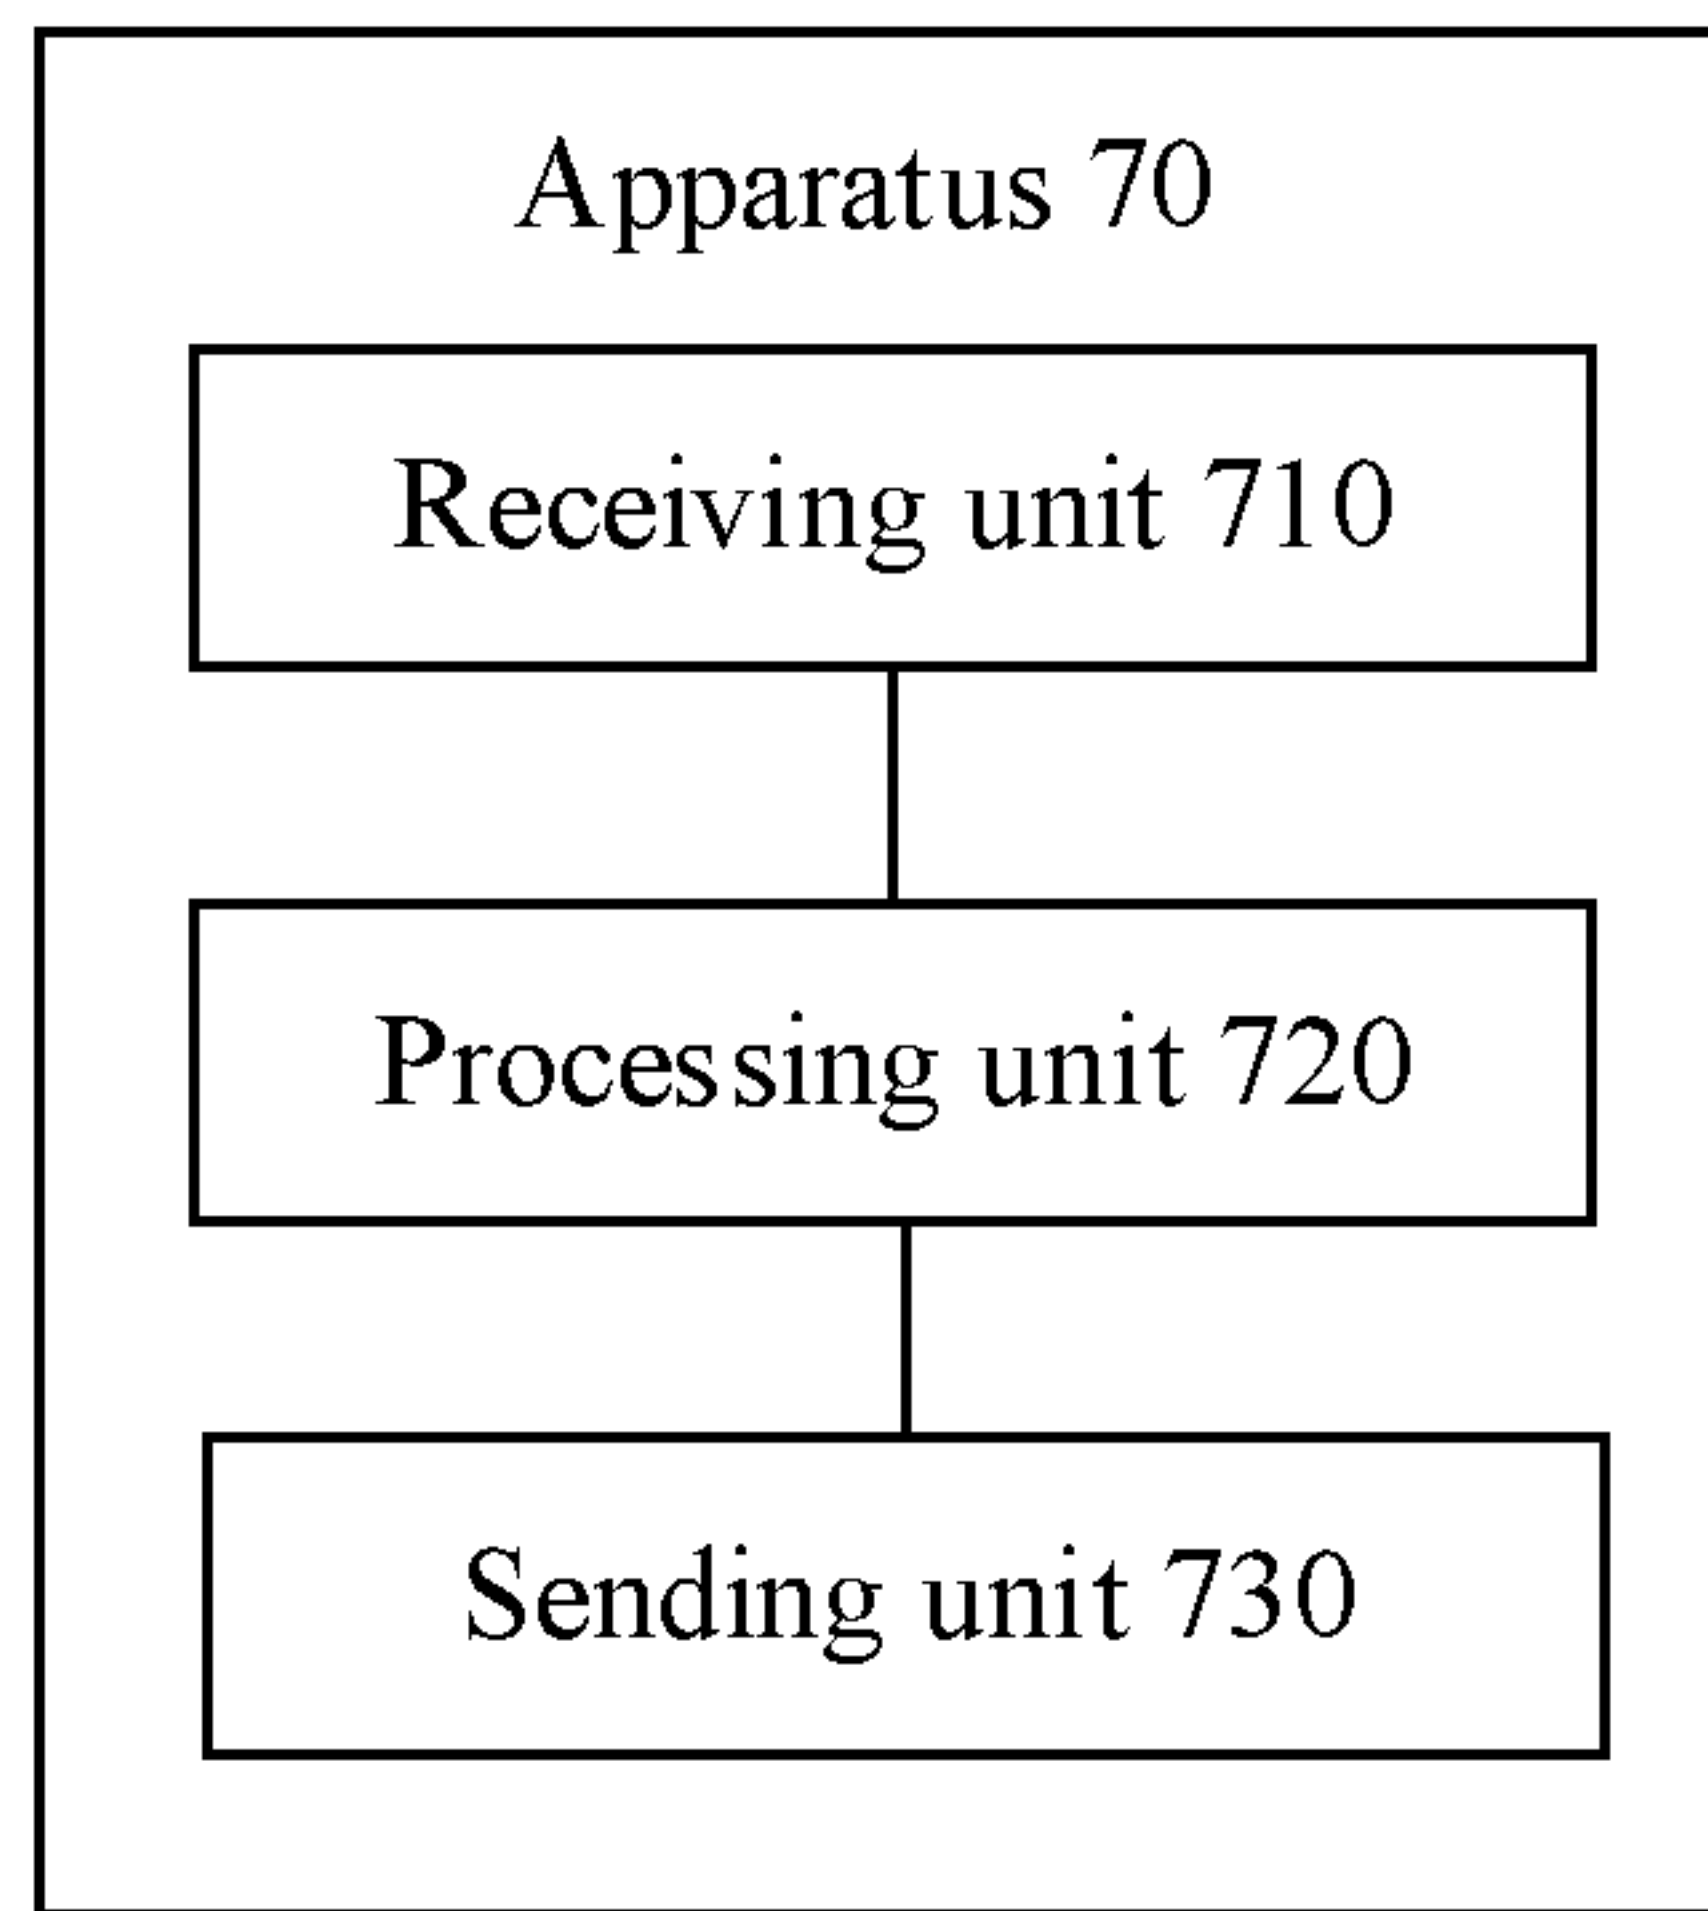 Apparatus 70
Receiving unit 710
Processing unit 720
Sending unit 730